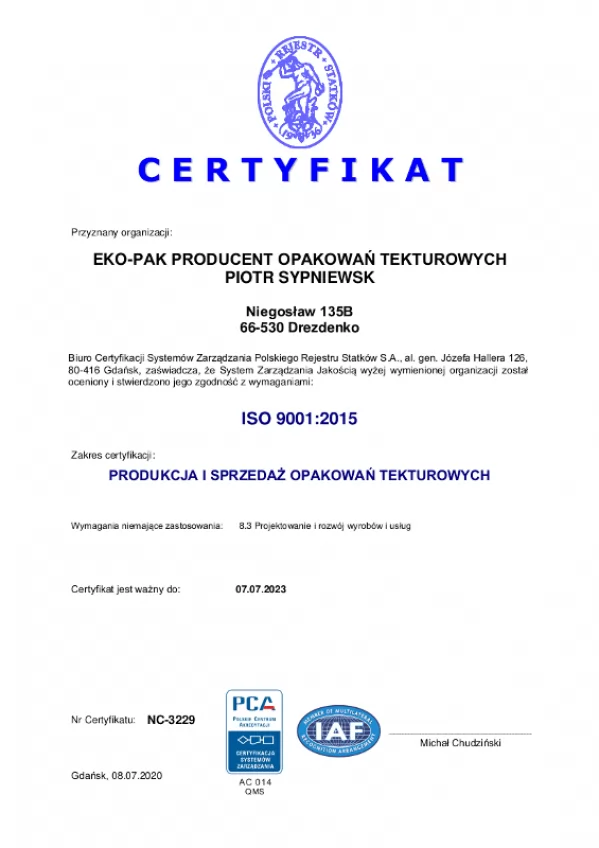 POLSKI REJESTR STATKÓW
1936
CERTYFIKAT
Przyznany organizacji:
EKO-PAK PRODUCENT OPAKOWAŃ TEKTUROWYCH
PIOTR SYPNIEWSK
Niegosław 135B
66-530 Drezdenko
Biuro Certyfikacji Systemów Zarządzania Polskiego Rejestru Statków S.A., al. gen. Józefa Hallera 126,
80-416 Gdańsk, zaświadcza, że System Zarządzania Jakością wyżej wymienionej organizacji został
oceniony i stwierdzono jego zgodność z wymaganiami:
ISO 9001:2015
Zakres certyfikacji:
PRODUKCJA I SPRZEDAŻ OPAKOWAŃ TEKTUROWYCH
Wymagania niemające zastosowania: 8.3 Projektowanie i rozwój wyrobów i usług
Certyfikat jest ważny do: 07.07.2023
Nr Certyfikatu: NC-3229
PCA
POLSKIE CENTRUM
AKREDYTACJI
CERTYFIKACJA
SYSTEMÓW
ZARZĄDZANIA
AC 014
QMS
MEMBER OF MULTILATERAL
IAF
RECOGNITION ARRANGEMENT
Michał Chudziński
Gdańsk, 08.07.2020